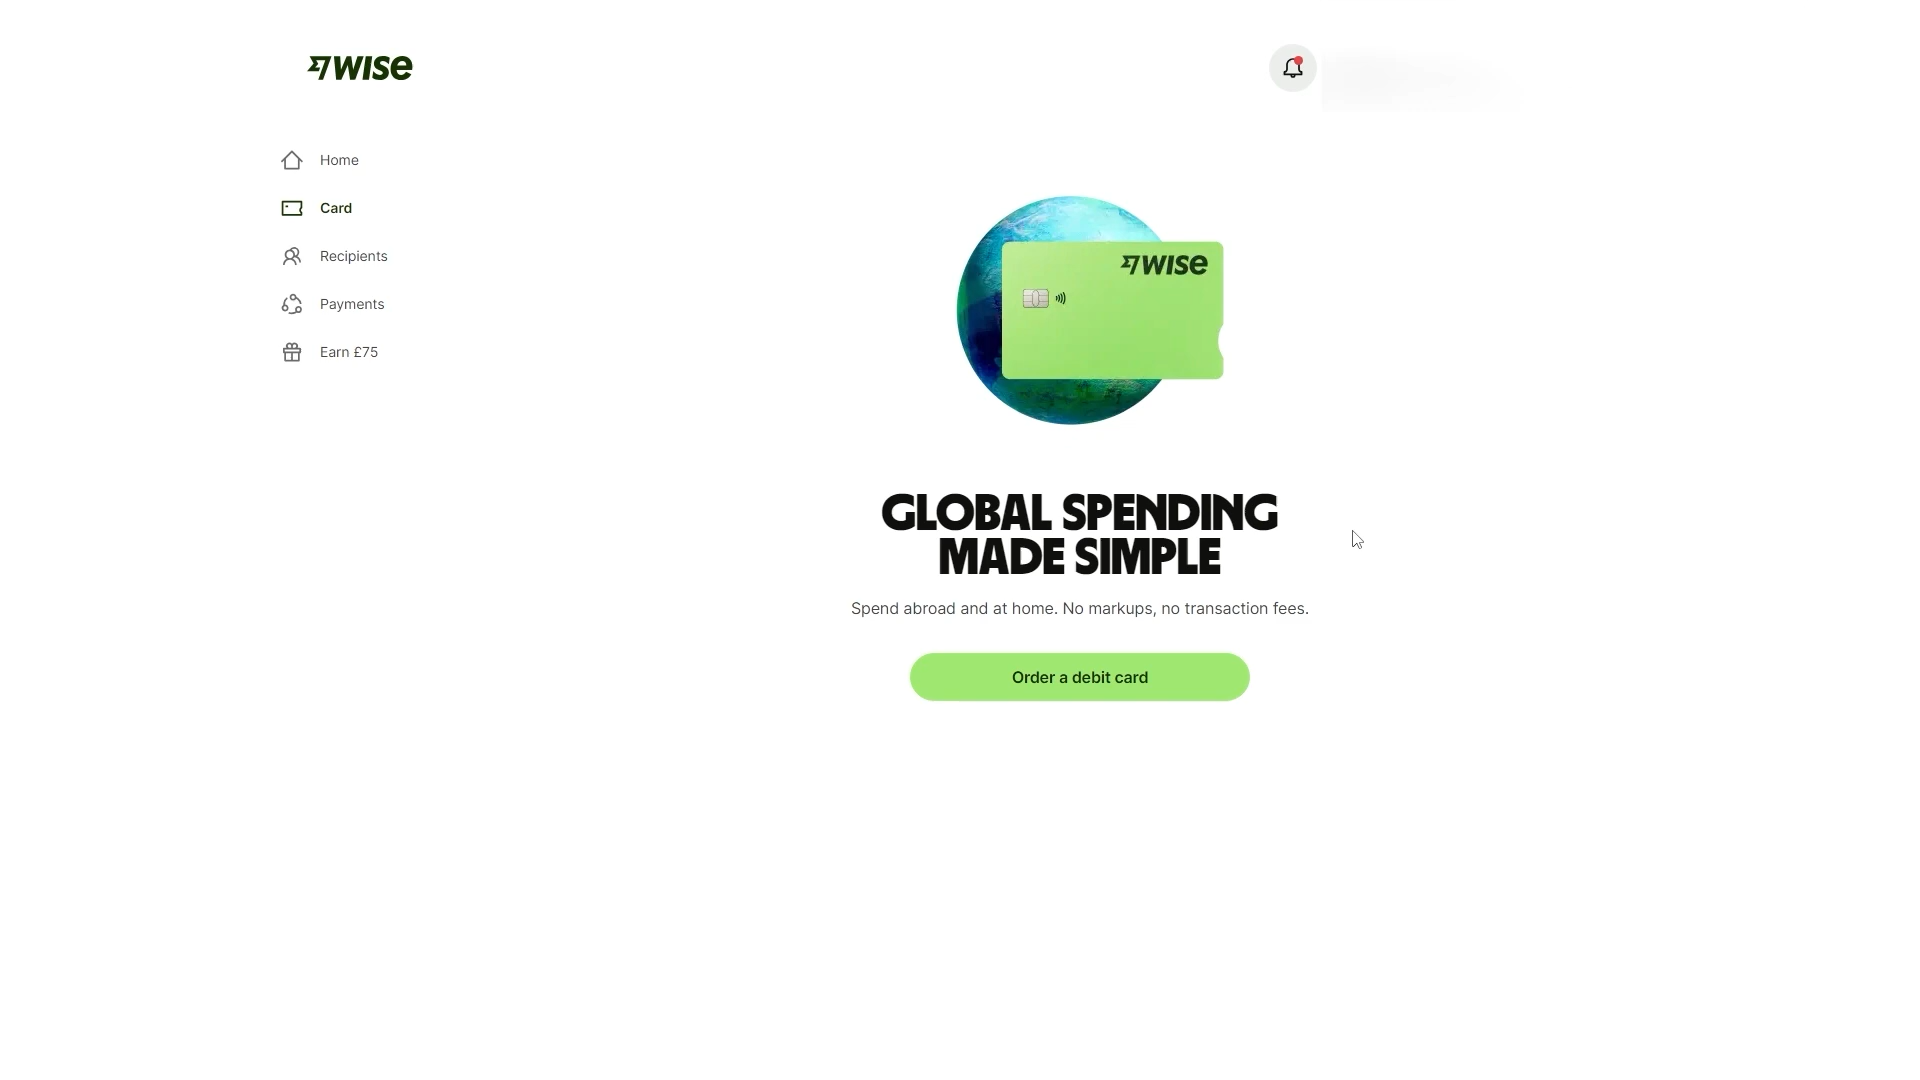 WISE
Home
Card
Recipients
Payments
Earn £75
WISE
GLOBAL SPENDING
MADE SIMPLE
Spend abroad and at home. No markups, no transaction fees.
Order a debit card